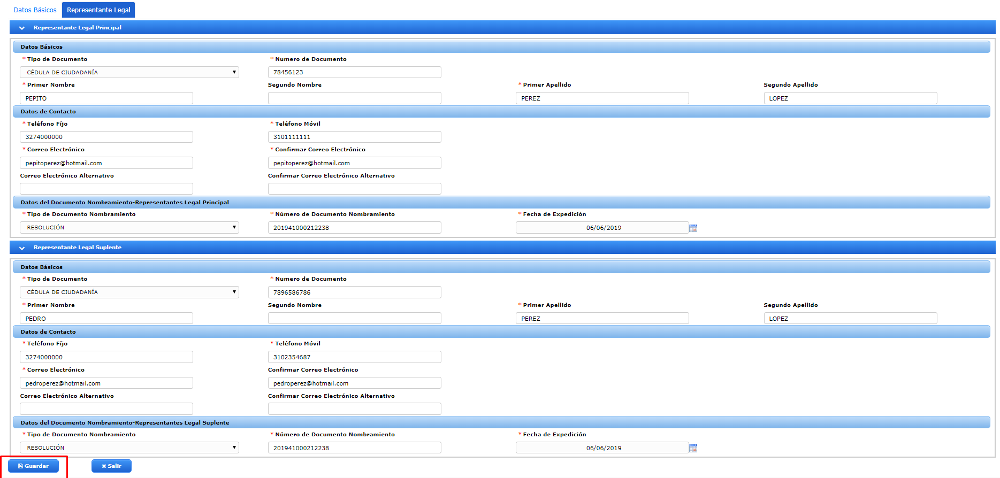 Datos Básicos Representante Legal
Representante Legal Principal
Datos Básicos
* Tipo de Documento * Numero de Documento
CÉDULA DE CIUDADANÍA 78456123
* Primer Nombre Segundo Nombre * Primer Apellido Segundo Apellido
PEPITO PEREZ LOPEZ
Datos de Contacto
* Teléfono Fíjo * Teléfono Móvil
3274000000 3101111111
* Correo Electrónico * Confirmar Correo Electrónico
pepitoperez@hotmail.com pepitoperez@hotmail.com
Correo Electrónico Alternativo Confirmar Correo Electrónico Alternativo
Datos del Documento Nombramiento-Representantes Legal Principal
* Tipo de Documento Nombramiento * Número de Documento Nombramiento * Fecha de Expedición
RESOLUCIÓN 201941000212238 06/06/2019
Representante Legal Suplente
Datos Básicos
* Tipo de Documento * Numero de Documento
CÉDULA DE CIUDADANÍA 7896586786
* Primer Nombre Segundo Nombre * Primer Apellido Segundo Apellido
PEDRO PEREZ LOPEZ
Datos de Contacto
* Teléfono Fíjo * Teléfono Móvil
3274000000 3102354687
* Correo Electrónico Confirmar Correo Electrónico
pedroperez@hotmail.com pedroperez@hotmail.com
Correo Electrónico Alternativo Confirmar Correo Electrónico Alternativo
Datos del Documento Nombramiento-Representantes Legal Suplente
* Tipo de Documento Nombramiento * Número de Documento Nombramiento * Fecha de Expedición
RESOLUCIÓN 201941000212238 06/06/2019
Guardar Salir